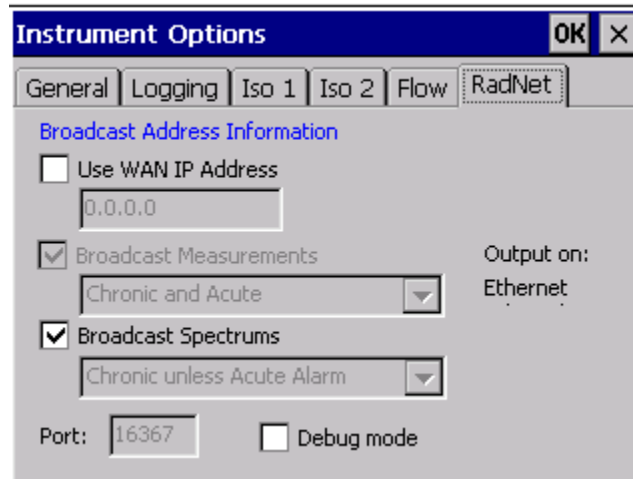 Instrument Options OK ×
General Logging Iso 1 Iso 2 Flow RadNet
Broadcast Address Information
Use WAN IP Address
0.0.0.0
Broadcast Measurements
Chronic and Acute
Output on:
Ethernet
Broadcast Spectrums
Chronic unless Acute Alarm
Port: 16367 Debug mode